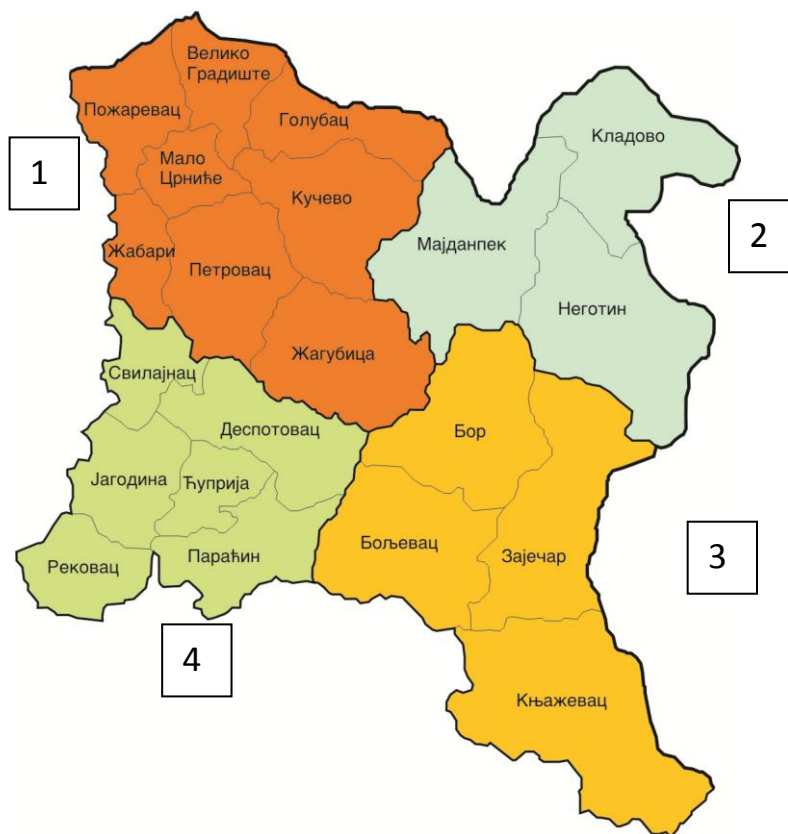 Велико
Градиште
Пожаревац
Голубац
Кладово
1
Мало
Црниће
Кучево
2
Жабари
Петровац
Мајданпек
Неготин
Жагубица
Свилајнац
Деспотовац
Бор
Јагодина
Ћуприја
Бољевац
Зајечар
3
Рековац
Параћин
4
Књажевац